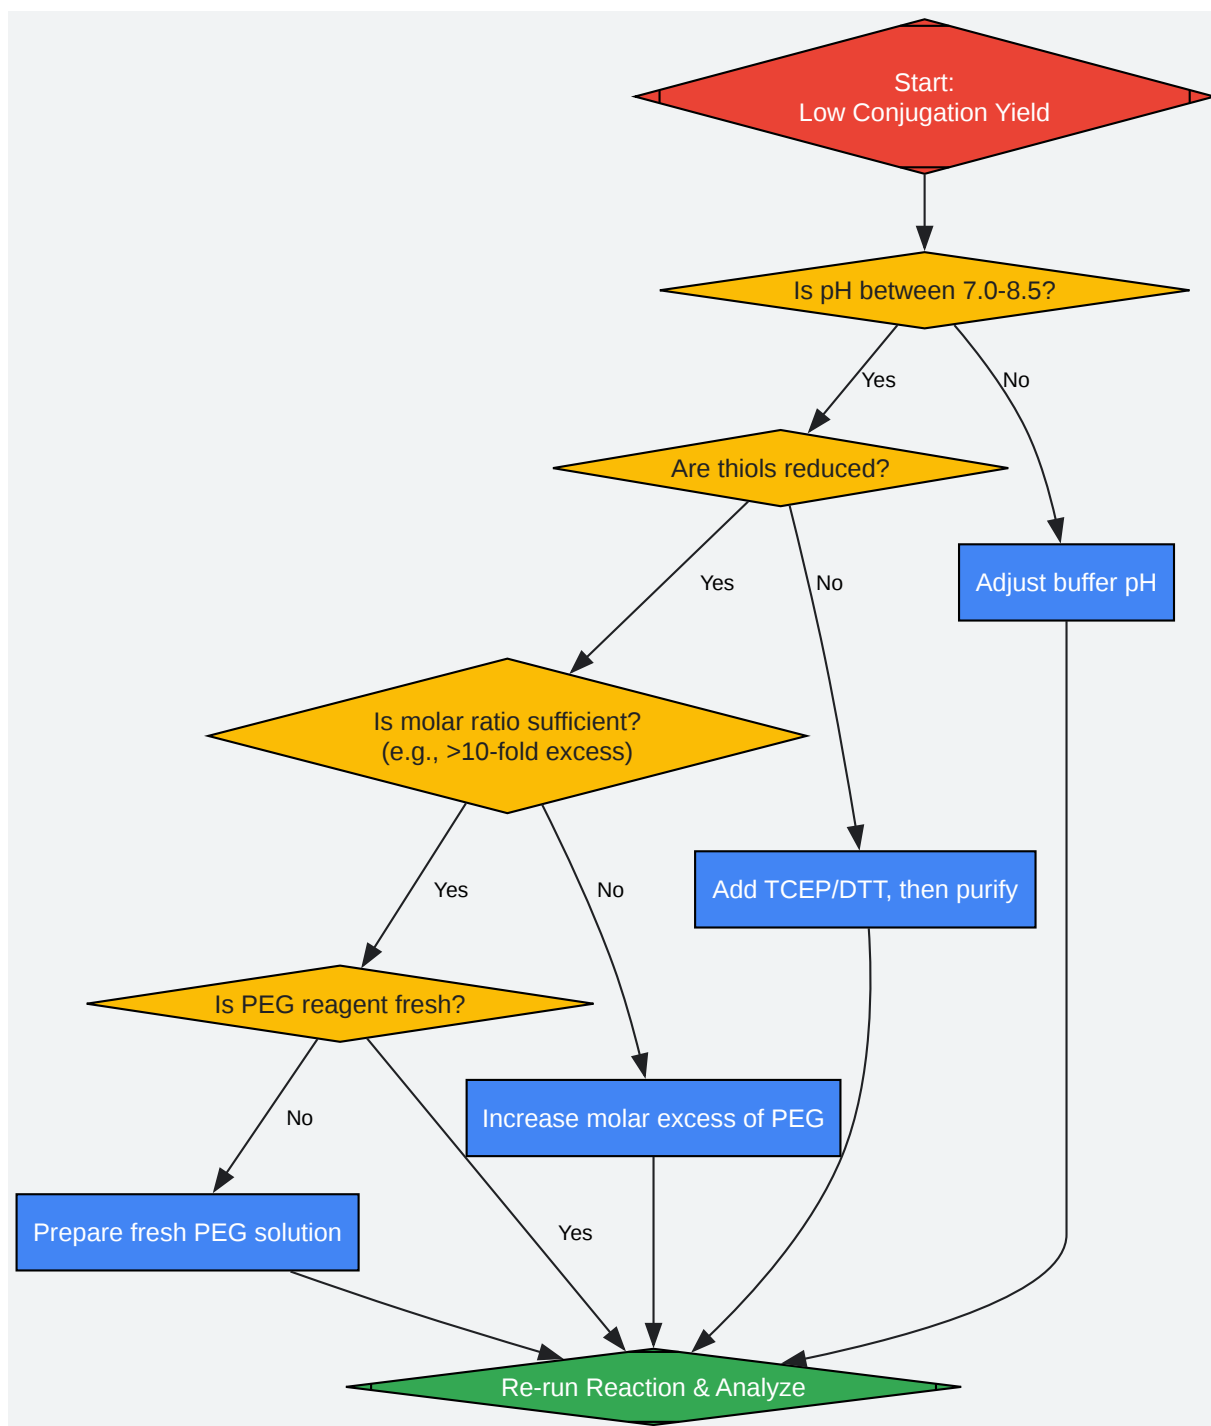 Start:
Low Conjugation Yield
Is pH between 7.0-8.5?
Yes
No
Are thiols reduced?
Yes
No
Adjust buffer pH
Is molar ratio sufficient?
(e.g., >10-fold excess)
Yes
No
Add TCEP/DTT, then purify
Is PEG reagent fresh?
No
Increase molar excess of PEG
Prepare fresh PEG solution
Yes
Re-run Reaction & Analyze